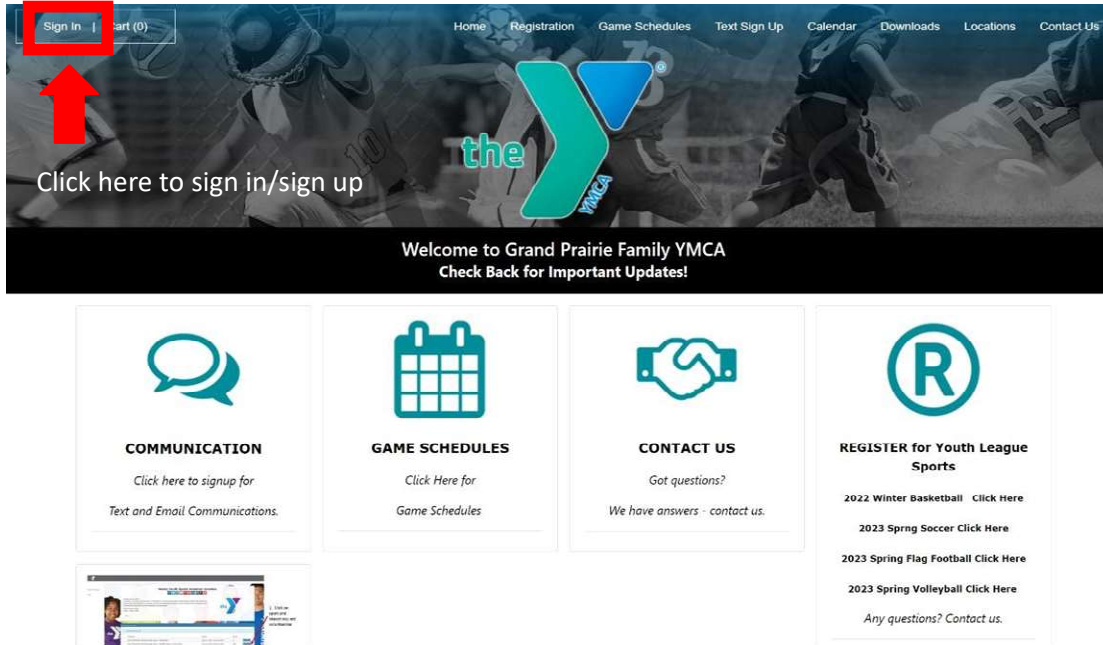 Sign In | Cart (0)
Home Registration Game Schedules Text Sign Up Calendar Downloads Locations Contact Us
the
YMCA
Click here to sign in/sign up
Welcome to Grand Prairie Family YMCA
Check Back for Important Updates!
COMMUNICATION
Click here to signup for
Text and Email Communications.
GAME SCHEDULES
Click Here for
Game Schedules
CONTACT US
Got questions?
We have answers - contact us.
R
REGISTER for Youth League
Sports
2022 Winter Basketball Click Here
2023 Sprng Soccer Click Here
2023 Spring Flag Football Click Here
2023 Spring Volleyball Click Here
Any questions? Contact us.